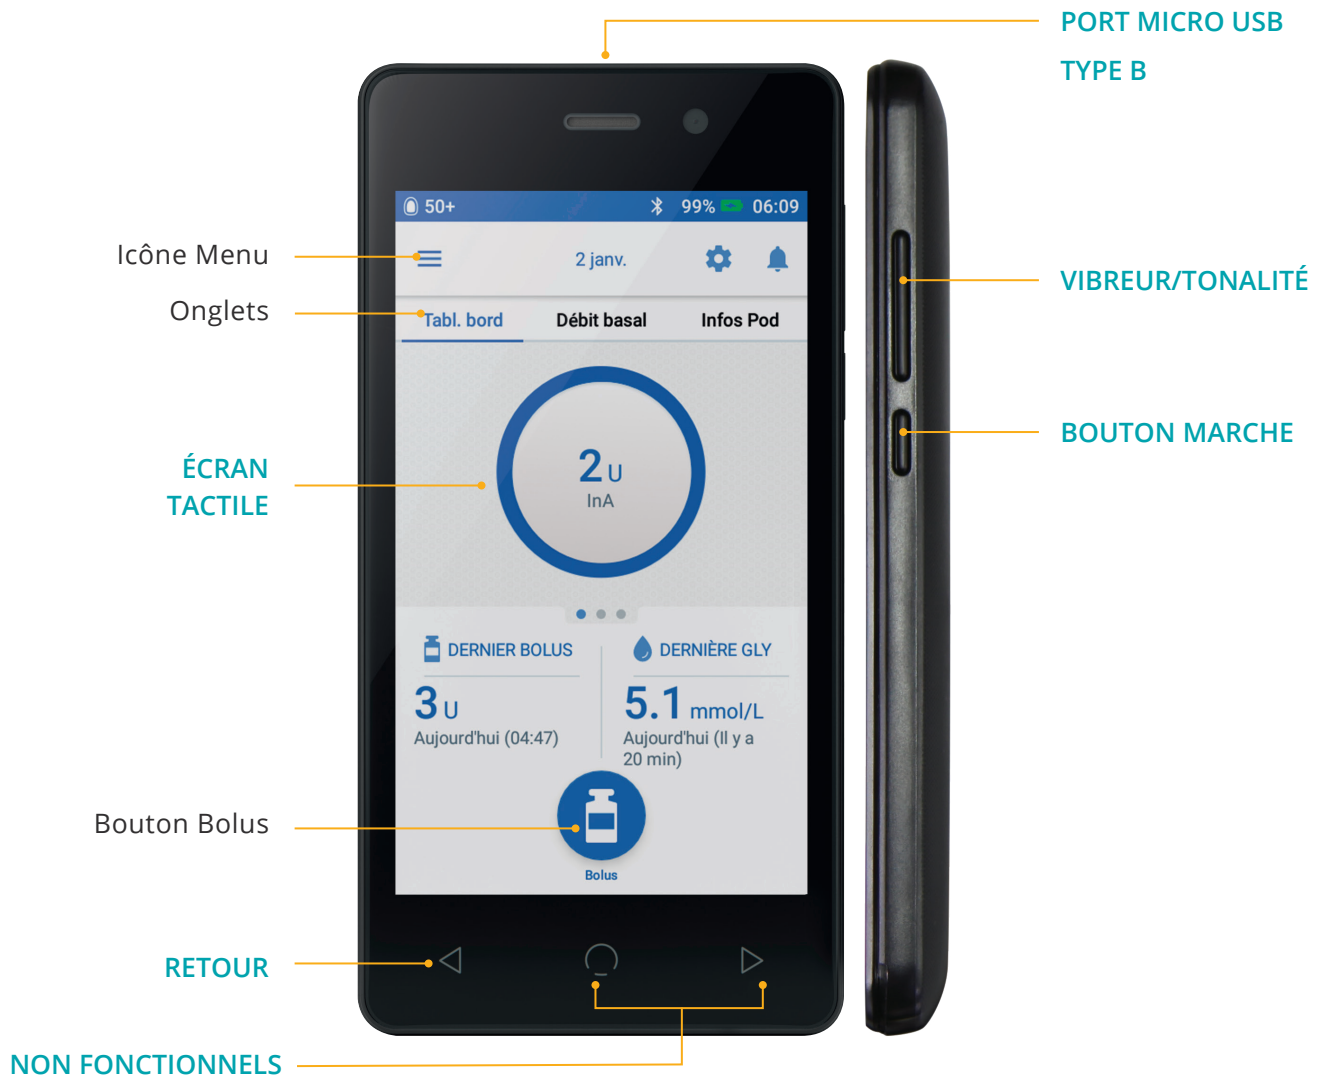 PORT MICRO USB
TYPE B
50+
99%
06:09
Icône Menu
2 janv.
VIBREUR/TONALITÉ
Onglets
Tabl. bord
Débit basal
Infos Pod
BOUTON MARCHE
ÉCRAN
TACTILE
2 U
InA
DERNIER BOLUS
3 U
Aujourd'hui (04:47)
DERNIÈRE GLY
5.1 mmol/L
Aujourd'hui (Il y a
20 min)
Bouton Bolus
Bolus
RETOUR
NON FONCTIONNELS